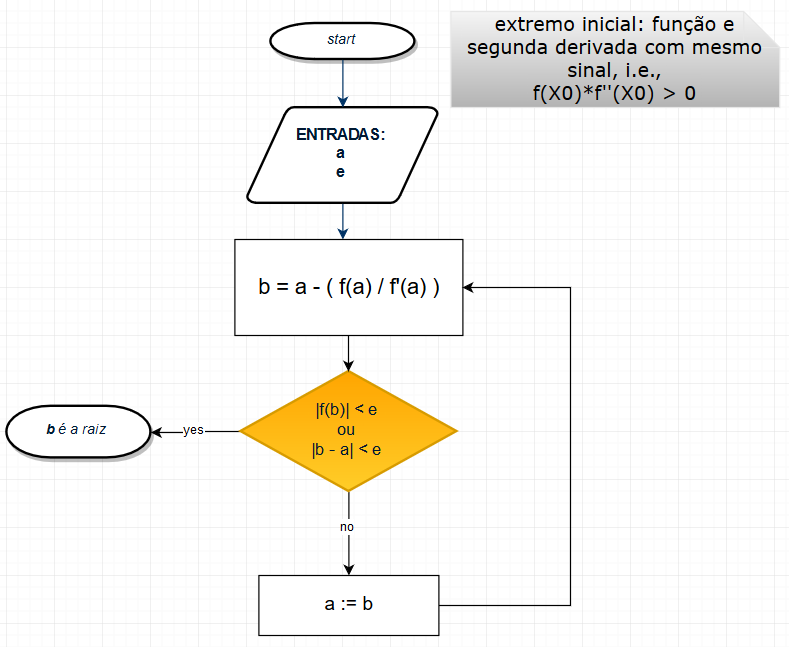 start
extremo inicial: função e
segunda derivada com mesmo
sinal, i.e.,
f(X0)*f''(X0) > 0
ENTRADAS:
a
e
b = a - ( f(a) / f'(a) )
|f(b)| < e
ou
|b - a| < e
yes
b é a raiz
no
a := b